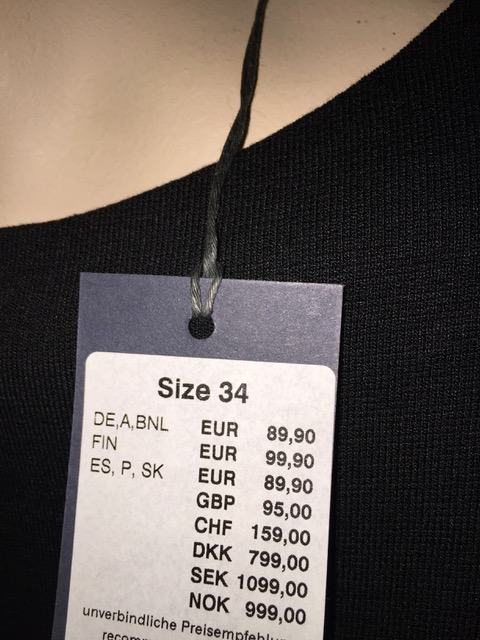 Size 34
DE,A,BNL EUR 89,90
FIN EUR 99,90
ES, P, SK EUR 89,90
GBP 95,00
CHF 159,00
DKK 799,00
SEK 1099,00
NOK 999,00
unverbindliche